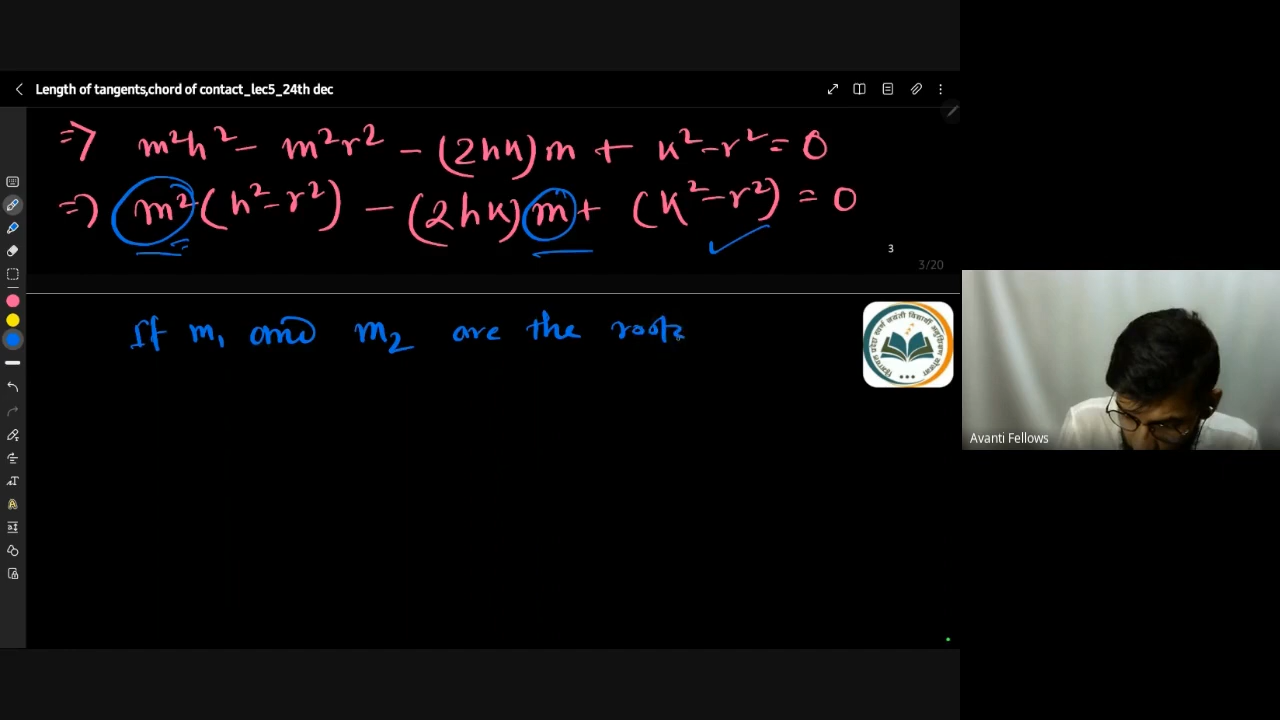 Length of tangents,chord of contact_lec5_24th dec
=> m²h² - m²r² - (2hk)m + k²-r² = 0
=> m²(h²-r²) - (2hk)m + (k²-r²) = 0
3
3/20
If m₁ and m₂ are the roots
Avanti Fellows